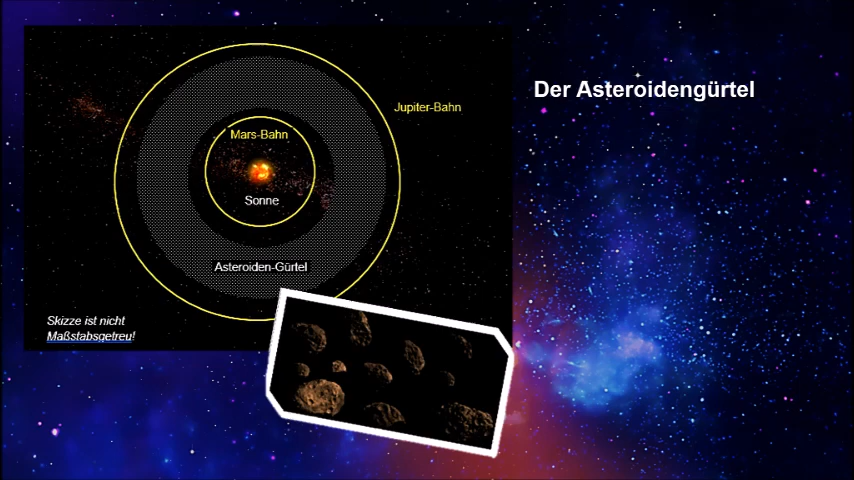 Der Asteroidengürtel
Jupiter-Bahn
Mars-Bahn
Sonne
Asteroiden-Gürtel
Skizze ist nicht
Maßstabsgetreu!